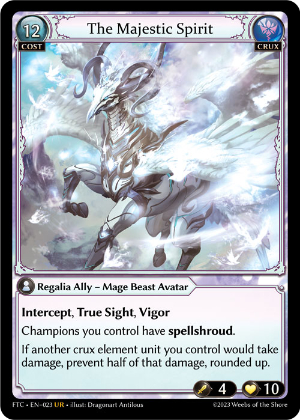 12
COST
The Majestic Spirit
CRUX
Regalia Ally – Mage Beast Avatar
Intercept, True Sight, Vigor
Champions you control have spellshroud.
If another crux element unit you control would take
damage, prevent half of that damage, rounded up.
4
10
FTC • EN-023 UR • illust: Dragonart Antilous
©2023 Weebs of the Shore